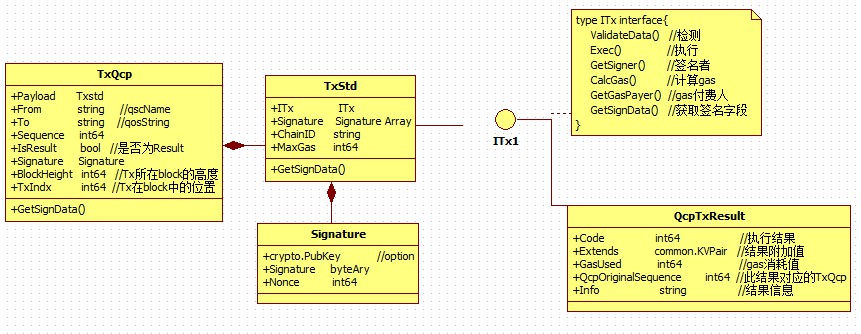 TxQcp
+Payload Txstd
+From string //qscName
+To string //qosString
+Sequence int64
+IsResult bool //是否为Result
+Signature Signature
+BlockHeight int64 //Tx所在block的高度
+TxIndx int64 //Tx在block中的位置
+GetSignData()
TxStd
+ITx ITx
+Signature Signature Array
+ChainID string
+MaxGas int64
+GetSignData()
Signature
+crypto.PubKey //option
+Signature byteAry
+Nonce int64
ITx1
type ITx interface{
ValidateData() //检测
Exec() //执行
GetSigner() //签名者
CalcGas() //计算gas
GetGasPayer() //gas付费人
GetSignData() //获取签名字段
}
QcpTxResult
+Code int64 //执行结果
+Extends common.KVPair //结果附加值
+GasUsed int64 //gas消耗值
+QcpOriginalSequence int64 //此结果对应的TxQcp
+Info string //结果信息